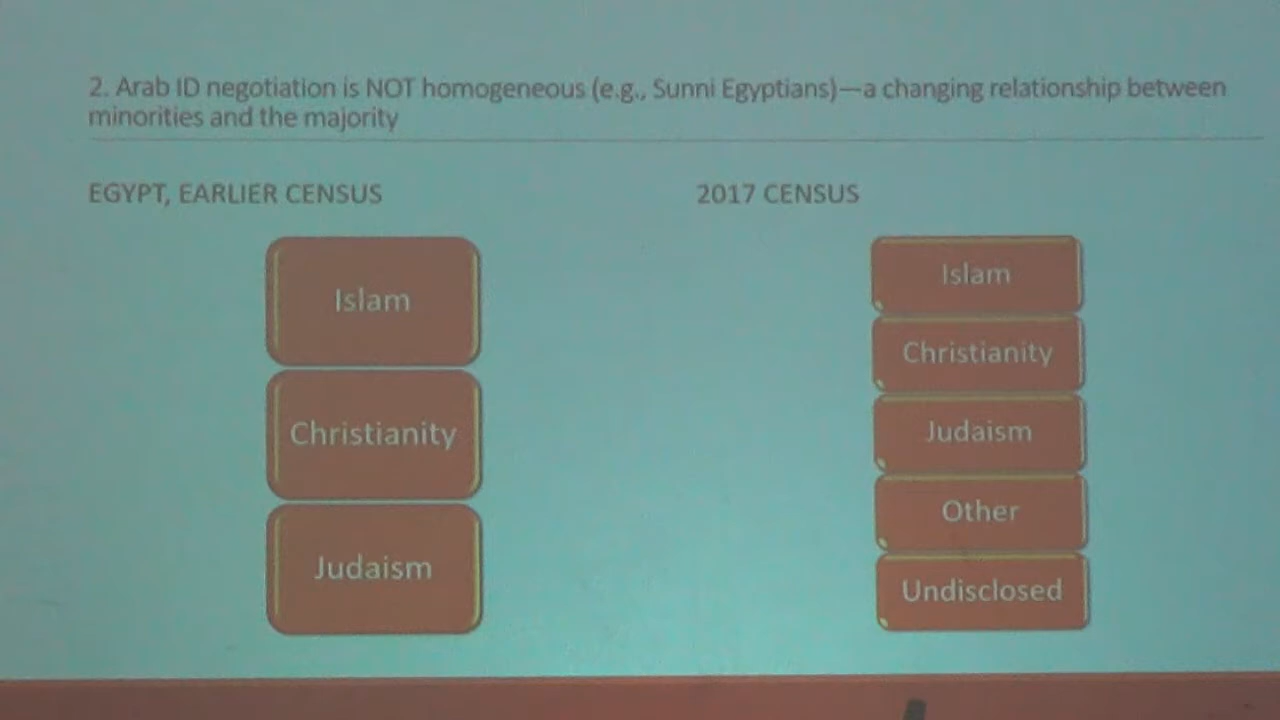 2. Arab ID negotiation is NOT homogeneous (e.g., Sunni Egyptians)—a changing relationship between
minorities and the majority
EGYPT, EARLIER CENSUS
Islam
Christianity
Judaism
2017 CENSUS
Islam
Christianity
Judaism
Other
Undisclosed